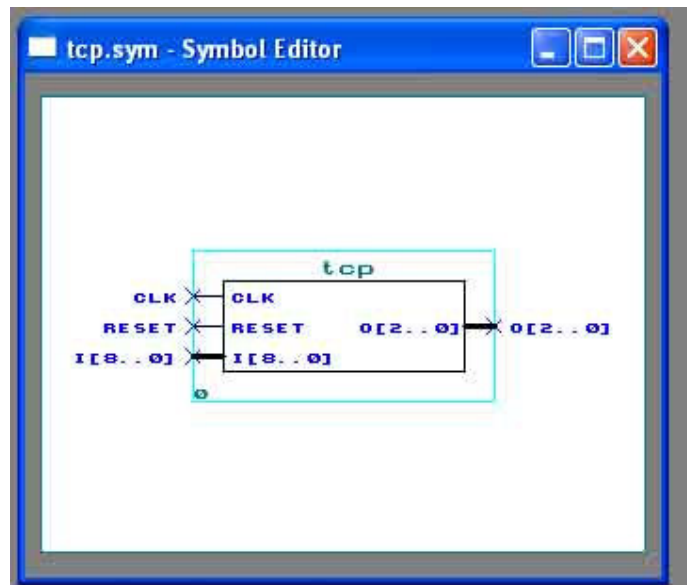 tcp.sym - Symbol Editor
tcp
CLK CLK
RESET RESET O[2..0] O[2..0]
I[8..0] I[8..0]
0